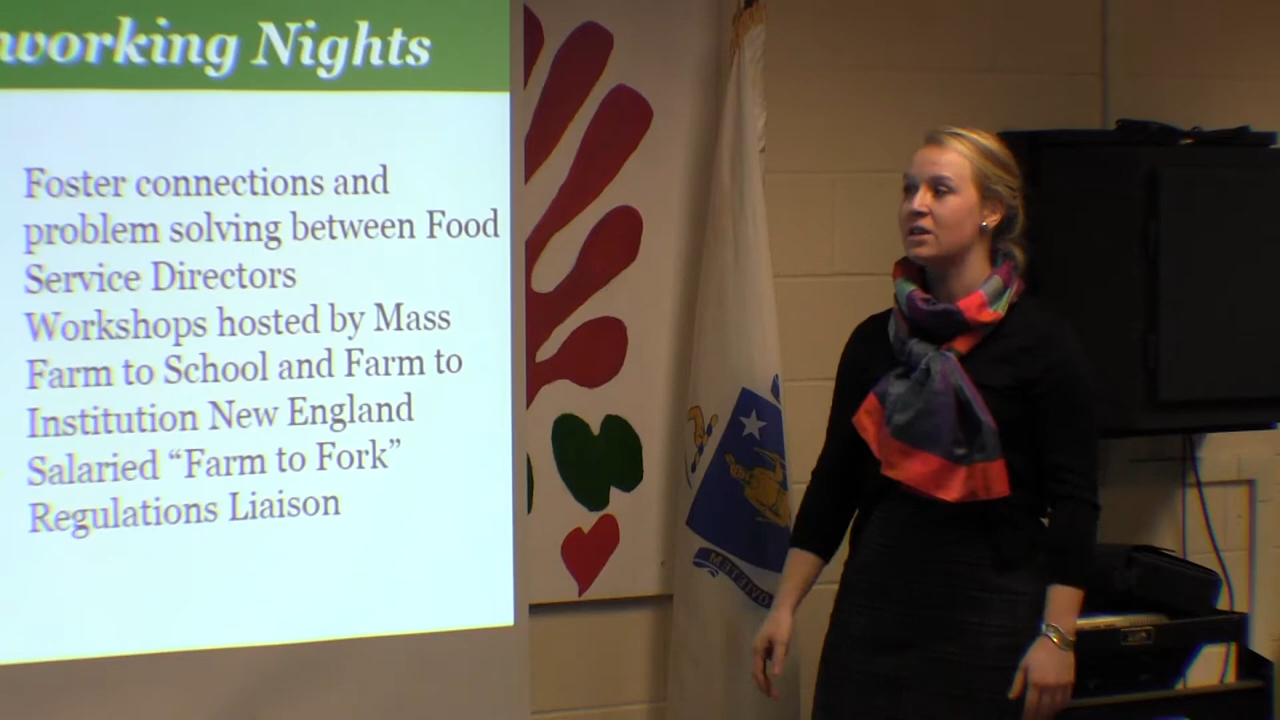 working Nights
Foster connections and
problem solving between Food
Service Directors
Workshops hosted by Mass
Farm to School and Farm to
Institution New England
Salaried “Farm to Fork”
Regulations Liaison